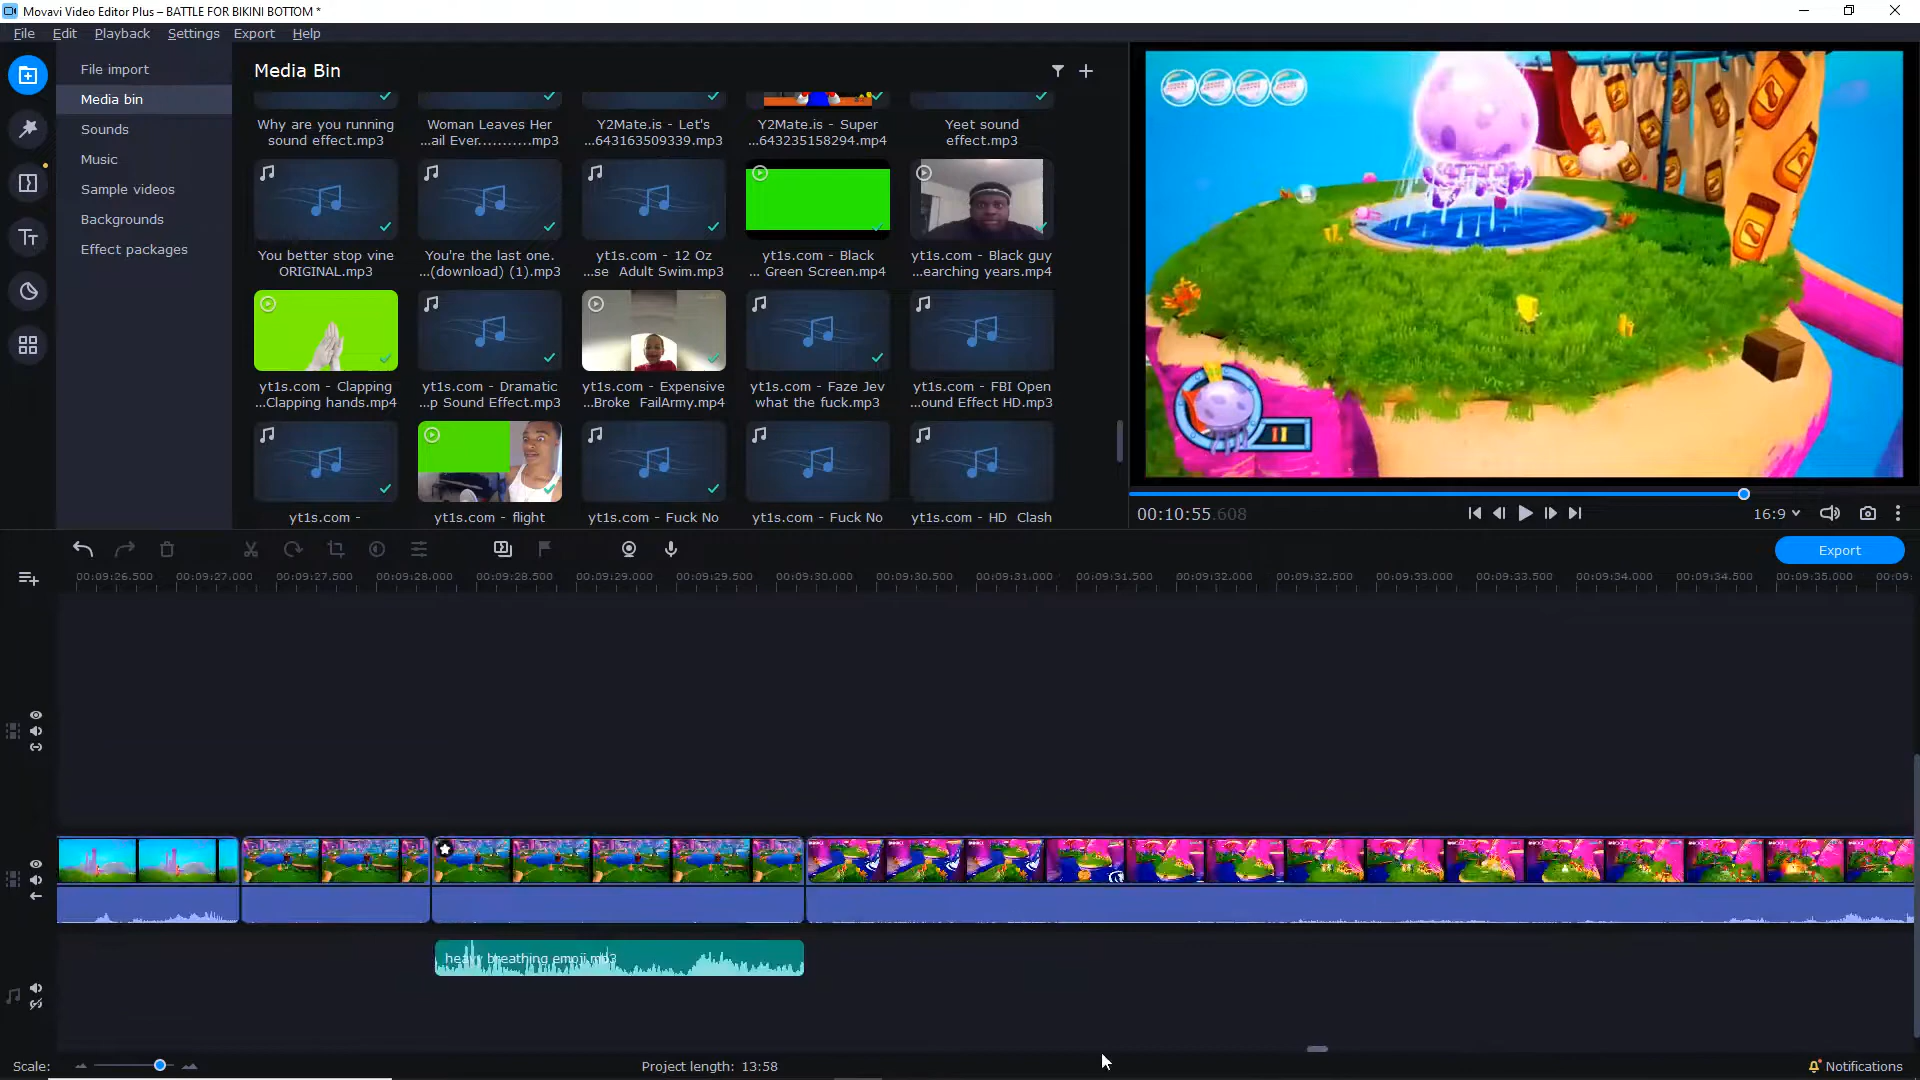 Movavi Video Editor Plus – BATTLE FOR BIKINI BOTTOM *
File Edit Playback Settings Export Help
File import
Media bin
Sounds
Music
Sample videos
Backgrounds
Effect packages
Media Bin
Why are you running
sound effect.mp3
Woman Leaves Her
...ail Ever...........mp3
Y2Mate.is - Let's
...643163509339.mp3
Y2Mate.is - Super
...643235158294.mp4
Yeet sound
effect.mp3
You better stop vine
ORIGINAL.mp3
You're the last one.
...(download) (1).mp3
yt1s.com - 12 Oz
...se Adult Swim.mp3
yt1s.com - Black
... Green Screen.mp4
yt1s.com - Black guy
...earching years.mp4
yt1s.com - Clapping
...Clapping hands.mp4
yt1s.com - Dramatic
...p Sound Effect.mp3
yt1s.com - Expensive
...Broke FailArmy.mp4
yt1s.com - Faze Jev
what the fuck.mp3
yt1s.com - FBI Open
...ound Effect HD.mp3
yt1s.com -
yt1s.com - flight
yt1s.com - Fuck No
yt1s.com - Fuck No
yt1s.com - HD Clash
11
00:10:55.608
16:9
Export
00:09:26.500 00:09:27.000 00:09:27.500 00:09:28.000 00:09:28.500 00:09:29.000 00:09:29.500 00:09:30.000 00:09:30.500 00:09:31.000 00:09:31.500 00:09:32.000 00:09:32.500 00:09:33.000 00:09:33.500 00:09:34.000 00:09:34.500 00:09:35.000 00:09:
heavy breathing emoji.mp3
Scale:
Project length: 13:58
Notifications